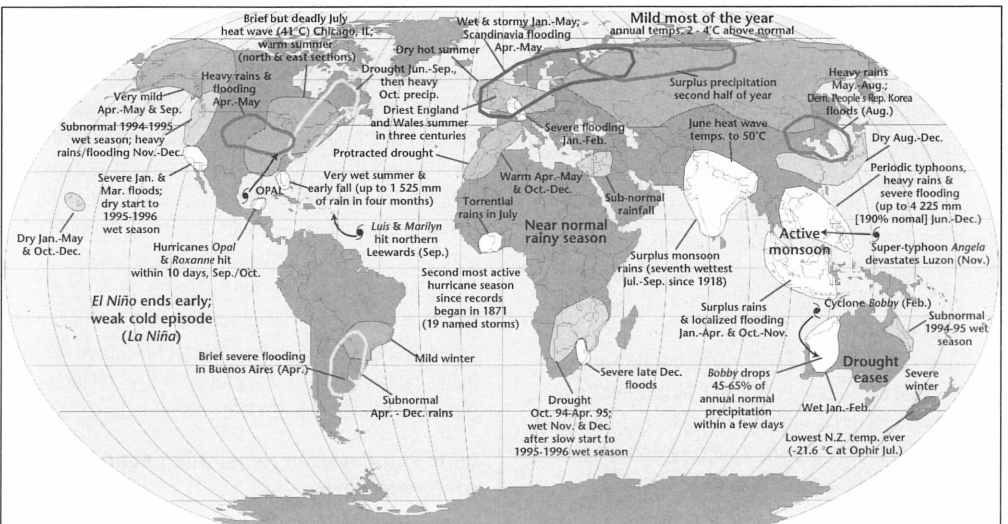 Brief but deadly July
heat wave (41°C) Chicago, IL;
warm summer
(north & east sections)
Wet & stormy Jan.-May;
Scandinavia flooding
Apr.-May
Mild most of the year
annual temps. 2 - 4°C above normal
Dry hot summer
Drought Jun.-Sep.,
then heavy
Oct. precip.
Heavy rains &
flooding
Apr.-May
Very mild
Apr.-May & Sep.
Surplus precipitation
second half of year
Heavy rains
May.-Aug.;
Dem. People's Rep. Korea
floods (Aug.)
Driest England
and Wales summer
in three centuries
Subnormal 1994-1995
wet season; heavy
rains/flooding Nov.-Dec.
Severe flooding
Jan.-Feb.
June heat wave
temps. to 50°C
Dry Aug.-Dec.
Protracted drought
Severe Jan. &
Mar. floods;
dry start to
1995-1996
wet season
OPAL
Very wet summer &
early fall (up to 1 525 mm
of rain in four months)
Warm Apr.-May
& Oct.-Dec.
Sub-normal
rainfall
Periodic typhoons,
heavy rains &
severe flooding
(up to 4 225 mm
[190% nomal] Jun.-Dec.)
Torrential
rains in July
Near normal
rainy season
Dry Jan.-May
& Oct.-Dec.
Hurricanes Opal
& Roxanne hit
within 10 days, Sep./Oct.
Luis & Marilyn
hit northern
Leewards (Sep.)
Active
monsoon
Super-typhoon Angela
devastates Luzon (Nov.)
Surplus monsoon
rains (seventh wettest
Jul.-Sep. since 1918)
Second most active
hurricane season
since records
began in 1871
(19 named storms)
El Niño ends early;
weak cold episode
(La Niña)
Surplus rains
& localized flooding
Jan.-Apr. & Oct.-Nov.
Cyclone Bobby (Feb.)
Subnormal
1994-95 wet
season
Brief severe flooding
in Buenos Aires (Apr.)
Mild winter
Severe late Dec.
floods
Bobby drops
45-65% of
annual normal
precipitation
within a few days
Drought
eases
Severe
winter
Subnormal
Apr. - Dec. rains
Drought
Oct. 94-Apr. 95;
wet Nov. & Dec.
after slow start to
1995-1996 wet season
Wet Jan.-Feb.
Lowest N.Z. temp. ever
(-21.6 °C at Ophir Jul.)